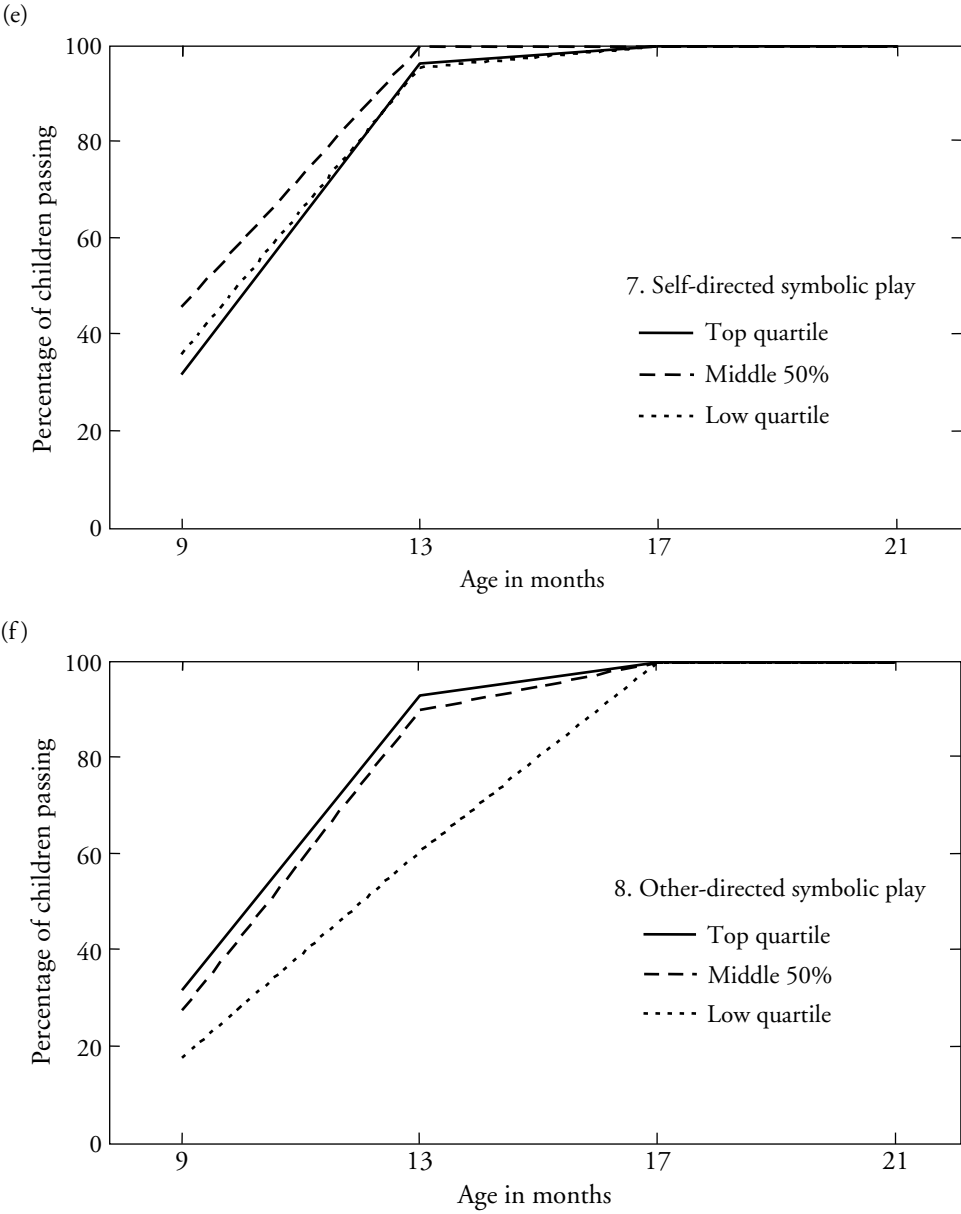 (e)
100
80
60
40
20
0
Percentage of children passing
7. Self-directed symbolic play
Top quartile
Middle 50%
Low quartile
9 13 17 21
Age in months
(f)
100
80
60
40
20
0
Percentage of children passing
8. Other-directed symbolic play
Top quartile
Middle 50%
Low quartile
9 13 17 21
Age in months